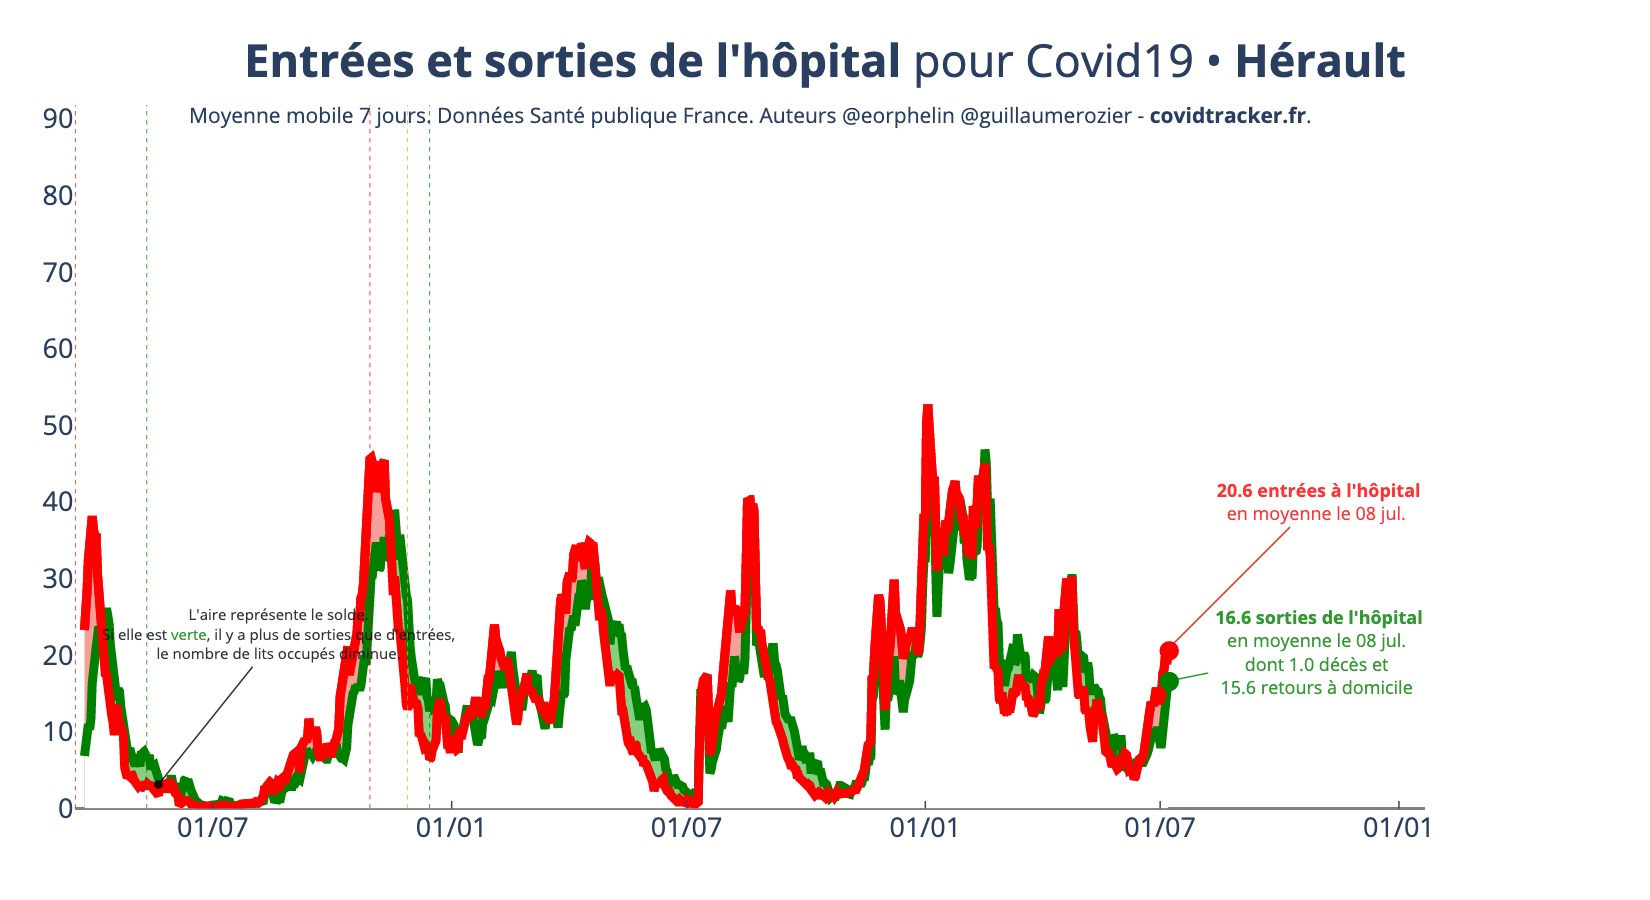 Entrées et sorties de l'hôpital pour Covid19 • Hérault
Moyenne mobile 7 jours. Données Santé publique France. Auteurs @eorphelin @guillaumerozier - covidtracker.fr.
90
80
70
60
50
40
30
20
10
0
L'aire représente le solde.
Si elle est verte, il y a plus de sorties que d'entrées,
le nombre de lits occupés diminue.
20.6 entrées à l'hôpital
en moyenne le 08 jul.
16.6 sorties de l'hôpital
en moyenne le 08 jul.
dont 1.0 décès et
15.6 retours à domicile
01/07 01/01 01/07 01/01 01/07 01/01